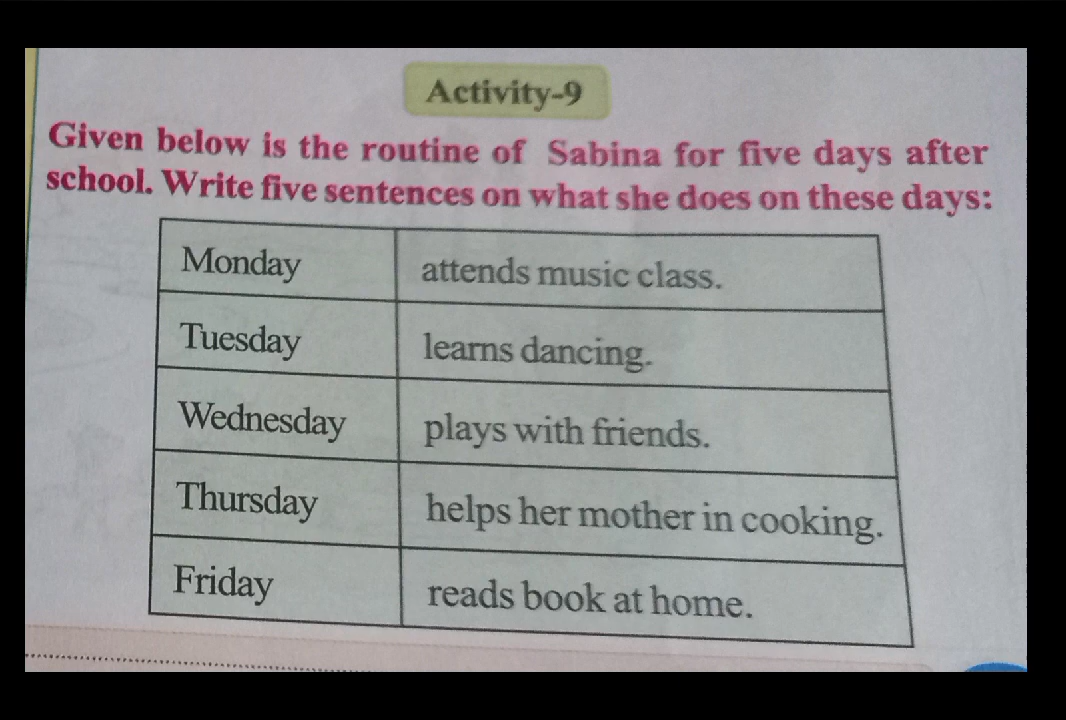 Activity-9
Given below is the routine of Sabina for five days after
school. Write five sentences on what she does on these days:
Monday attends music class.
Tuesday learns dancing.
Wednesday plays with friends.
Thursday helps her mother in cooking.
Friday reads book at home.